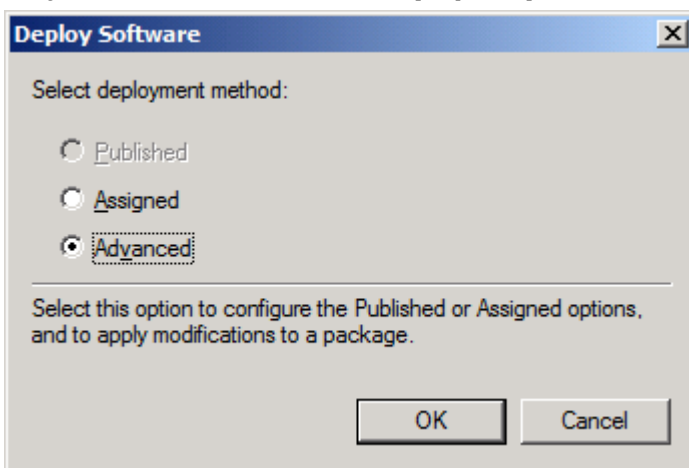 Deploy Software
Select deployment method:
Published
Assigned
Advanced
Select this option to configure the Published or Assigned options,
and to apply modifications to a package.
OK Cancel